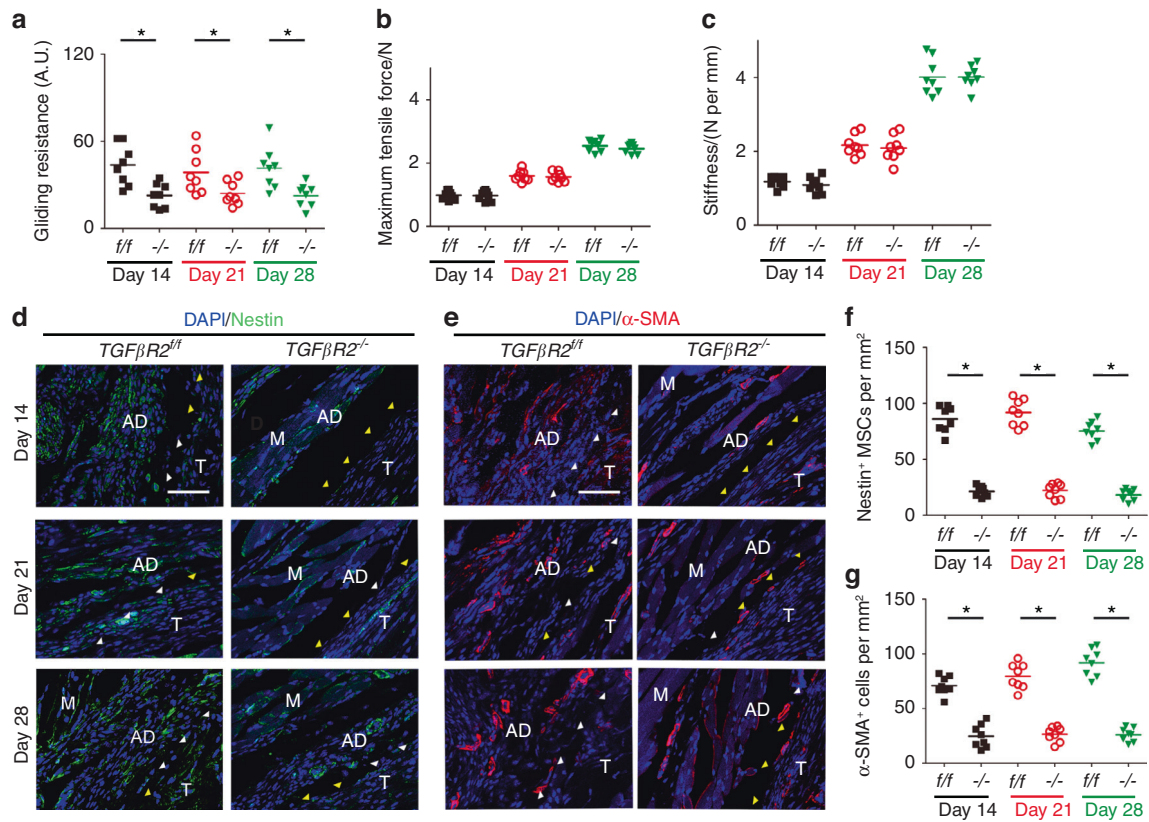 a
Gliding resistance (A.U.)
120
60
0
* * *
f/f -/- f/f -/- f/f -/-
Day 14 Day 21 Day 28
b
Maximum tensile force/N
4
2
0
f/f -/- f/f -/- f/f -/-
Day 14 Day 21 Day 28
c
Stiffness/(N per mm)
4
2
0
f/f -/- f/f -/- f/f -/-
Day 14 Day 21 Day 28
d
DAPI/Nestin
TGFβR2f/f TGFβR2-/-
Day 14
AD T
D AD M T
Day 21
AD T
M AD T
Day 28
M AD T
M AD T
e
DAPI/α-SMA
TGFβR2f/f TGFβR2-/-
AD T
M AD T
AD T
M AD T
AD T
M AD T
f
Nestin+ MSCs per mm2
150
100
50
0
* * *
f/f -/- f/f -/- f/f -/-
Day 14 Day 21 Day 28
g
α-SMA+ cells per mm2
150
100
50
0
* * *
f/f -/- f/f -/- f/f -/-
Day 14 Day 21 Day 28